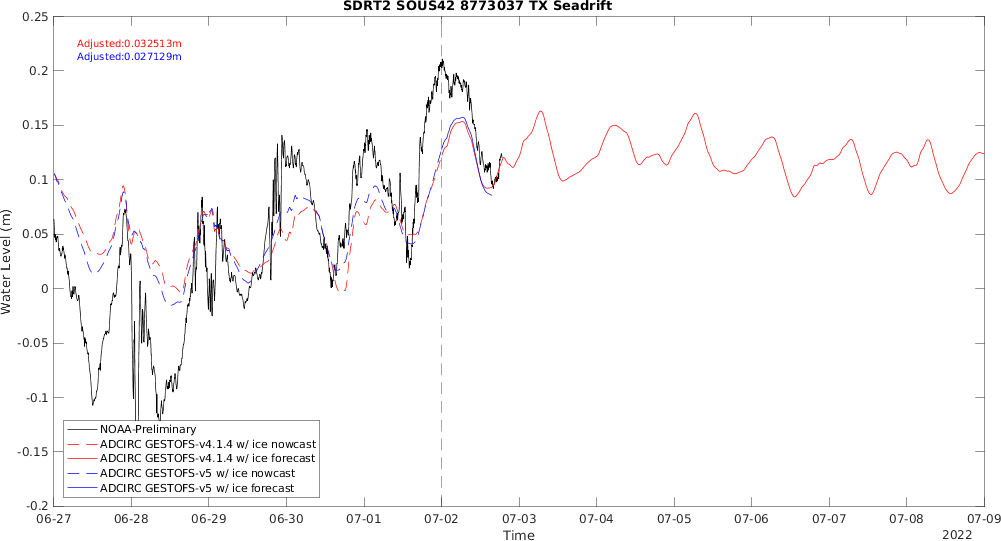 SDRT2 SOUS42 8773037 TX Seadrift
Adjusted:0.032513m
Adjusted:0.027129m
0.25
0.2
0.15
0.1
0.05
0
-0.05
-0.1
-0.15
-0.2
Water Level (m)
NOAA-Preliminary
ADCIRC GESTOFS-v4.1.4 w/ ice nowcast
ADCIRC GESTOFS-v4.1.4 w/ ice forecast
ADCIRC GESTOFS-v5 w/ ice nowcast
ADCIRC GESTOFS-v5 w/ ice forecast
06-27 06-28 06-29 06-30 07-01 07-02 07-03 07-04 07-05 07-06 07-07 07-08 07-09
Time
2022